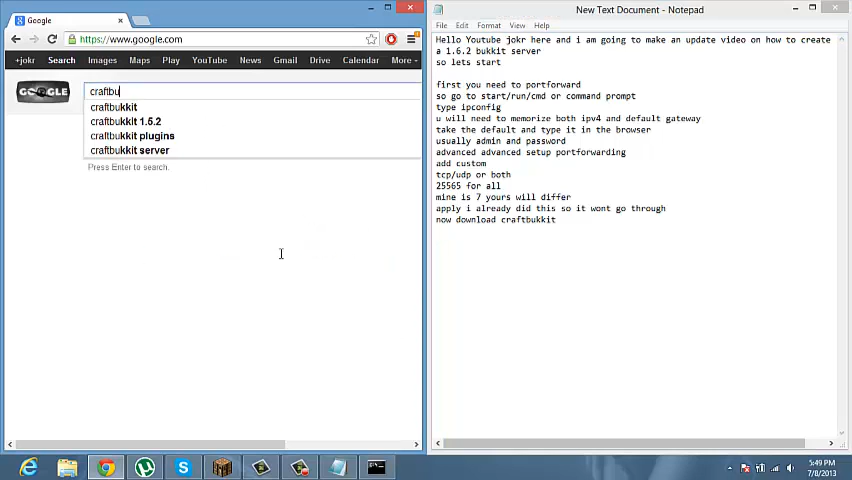 Google
New Text Document - Notepad
https://www.google.com
File Edit Format View Help
+jokr Search Images Maps Play YouTube News Gmail Drive Calendar More -
GOOGLE
craftbu
craftbukkit
craftbukkit 1.5.2
craftbukkit plugins
craftbukkit server
Press Enter to search.
Hello Youtube jokr here and i am going to make an update video on how to create
a 1.6.2 bukkit server
so lets start
first you need to portforward
so go to start/run/cmd or command prompt
type ipconfig
u will need to memorize both ipv4 and default gateway
take the default and type it in the browser
usually admin and password
advanced advanced setup portforwarding
add custom
tcp/udp or both
25565 for all
mine is 7 yours will differ
apply i already did this so it wont go through
now download craftbukkit
5:49 PM
7/8/2013